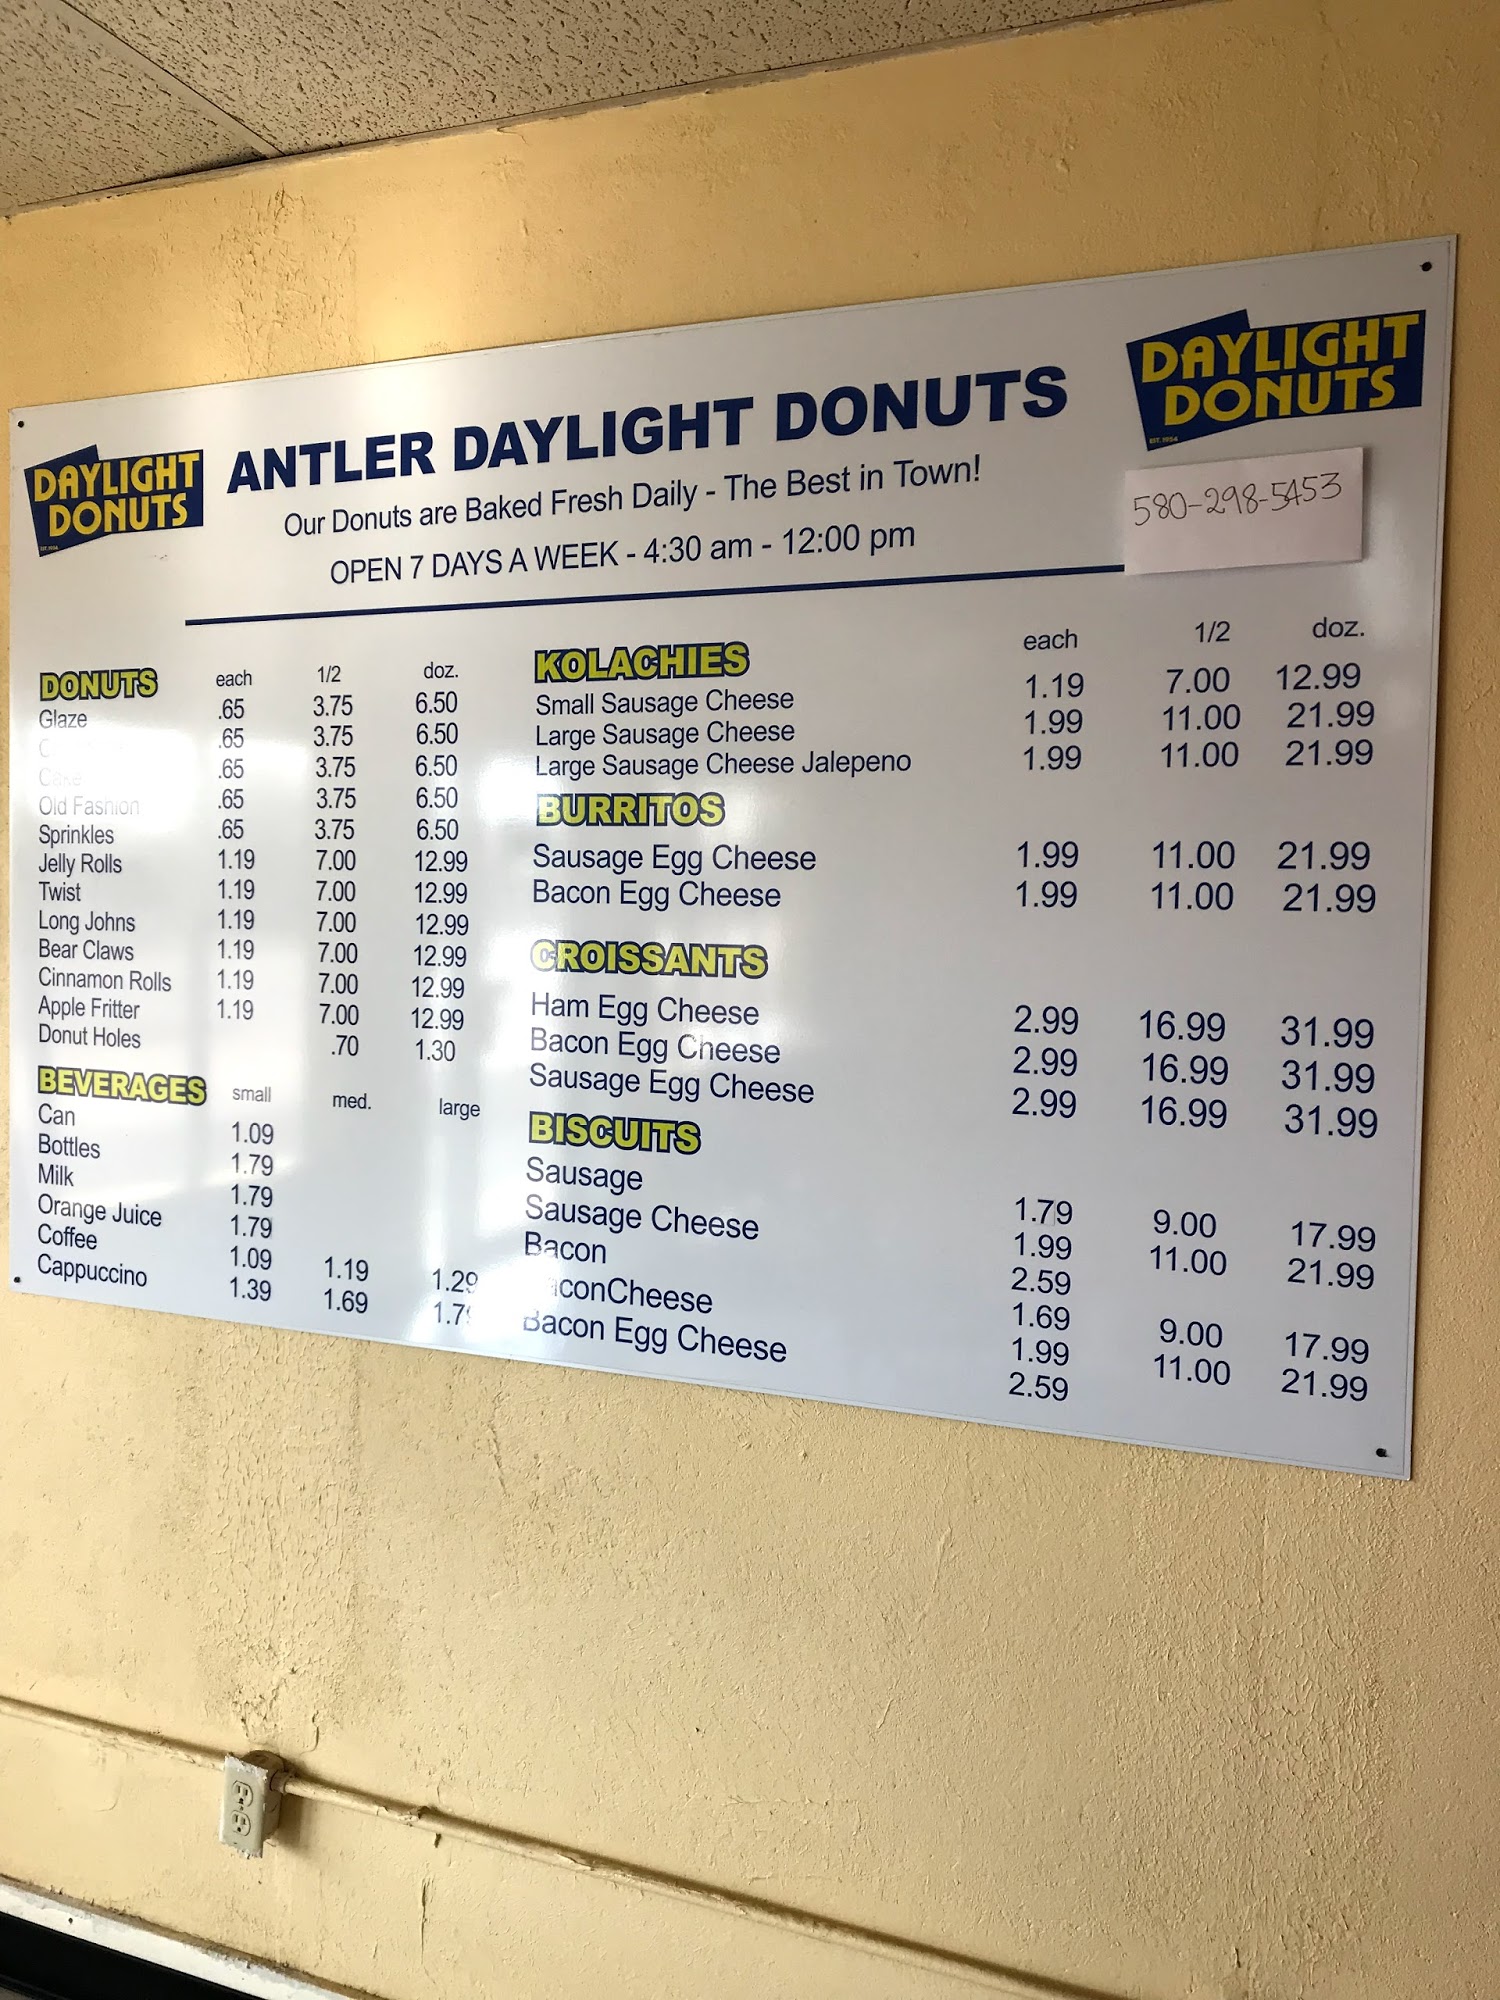 DAYLIGHT
DONUTS
EST. 1954
ANTLER DAYLIGHT DONUTS
Our Donuts are Baked Fresh Daily - The Best in Town!
OPEN 7 DAYS A WEEK - 4:30 am - 12:00 pm
DAYLIGHT
DONUTS
EST. 1954
580-298-5453
DONUTS each 1/2 doz.
Glaze .65 3.75 6.50
.65 3.75 6.50
Cake .65 3.75 6.50
Old Fashion .65 3.75 6.50
Sprinkles .65 3.75 6.50
Jelly Rolls 1.19 7.00 12.99
Twist 1.19 7.00 12.99
Long Johns 1.19 7.00 12.99
Bear Claws 1.19 7.00 12.99
Cinnamon Rolls 1.19 7.00 12.99
Apple Fritter 1.19 7.00 12.99
Donut Holes .70 1.30
BEVERAGES small med. large
Can 1.09
Bottles 1.79
Milk 1.79
Orange Juice 1.79
Coffee 1.09 1.19 1.29
Cappuccino 1.39 1.69
KOLACHIES each 1/2 doz.
Small Sausage Cheese 1.19 7.00 12.99
Large Sausage Cheese 1.99 11.00 21.99
Large Sausage Cheese Jalepeno 1.99 11.00 21.99
BURRITOS
Sausage Egg Cheese 1.99 11.00 21.99
Bacon Egg Cheese 1.99 11.00 21.99
CROISSANTS
Ham Egg Cheese 2.99 16.99 31.99
Bacon Egg Cheese 2.99 16.99 31.99
Sausage Egg Cheese 2.99 16.99 31.99
BISCUITS
Sausage 1.79 9.00 17.99
Sausage Cheese 1.99 11.00 21.99
Bacon 2.59
BaconCheese 1.69 9.00 17.99
Bacon Egg Cheese 1.99 11.00 21.99
2.59